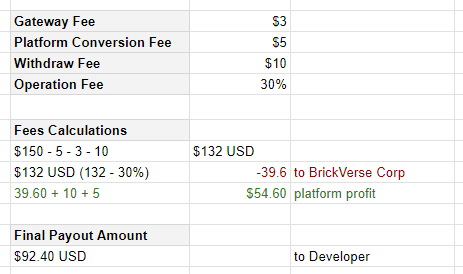 Gateway Fee $3
Platform Conversion Fee $5
Withdraw Fee $10
Operation Fee 30%
Fees Calculations
$150 - 5 - 3 - 10 $132 USD
$132 USD (132 - 30%) -39.6 to BrickVerse Corp
39.60 + 10 + 5 $54.60 platform profit
Final Payout Amount
$92.40 USD to Developer